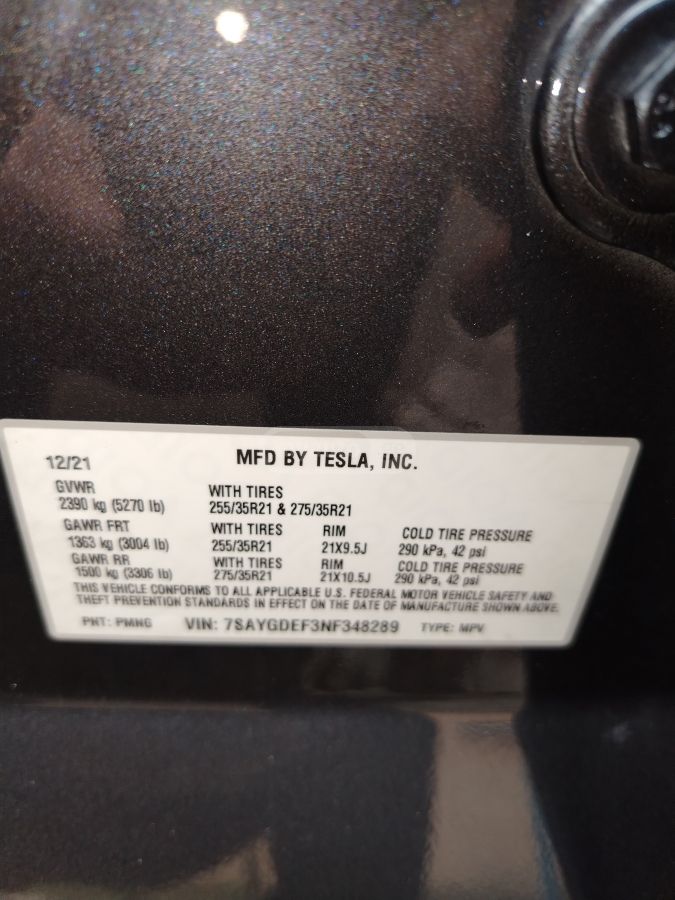 12/21 MFD BY TESLA, INC.
GVWR WITH TIRES
2390 kg (5270 lb) 255/35R21 & 275/35R21
GAWR FRT WITH TIRES RIM COLD TIRE PRESSURE
1363 kg (3004 lb) 255/35R21 21X9.5J 290 kPa, 42 psi
GAWR RR WITH TIRES RIM COLD TIRE PRESSURE
1500 kg (3306 lb) 275/35R21 21X10.5J 290 kPa, 42 psi
THIS VEHICLE CONFORMS TO ALL APPLICABLE U.S. FEDERAL MOTOR VEHICLE SAFETY AND
THEFT PREVENTION STANDARDS IN EFFECT ON THE DATE OF MANUFACTURE SHOWN ABOVE.
PNT: PMNG VIN: 7SAYGDEF3NF348289 TYPE: MPV